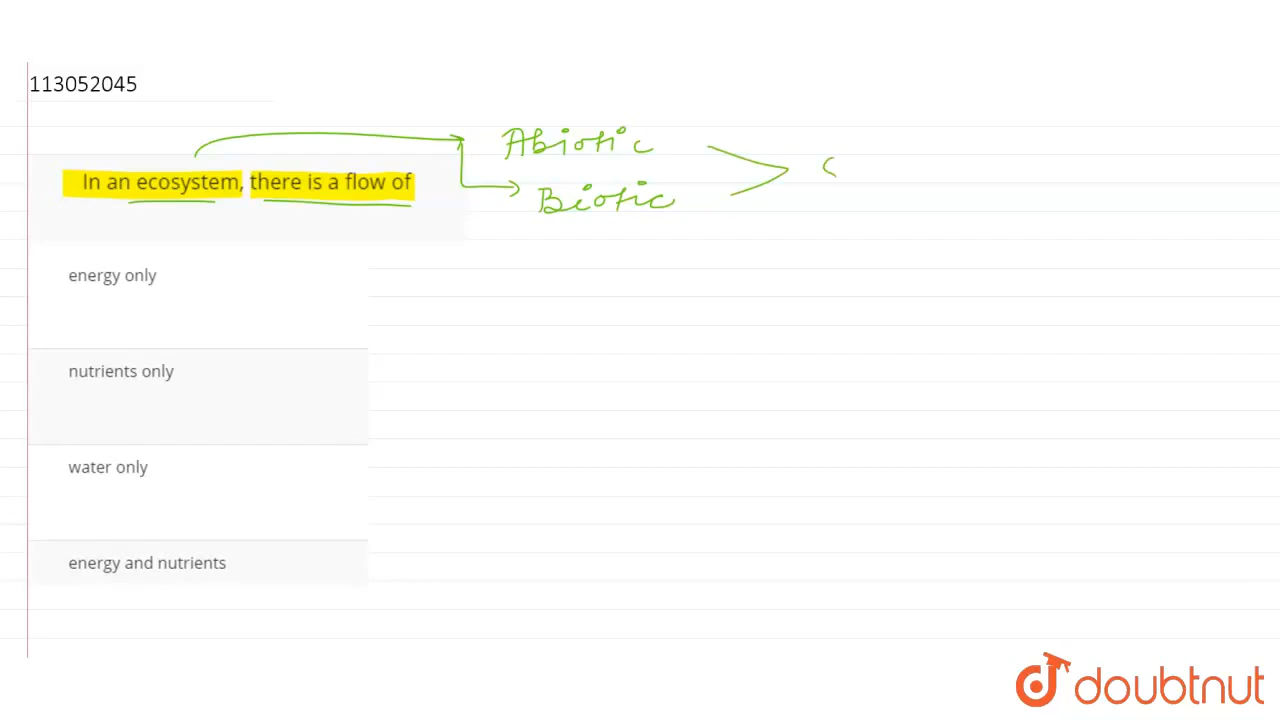 113052045
Abiotic
In an ecosystem, there is a flow of
Biotic
energy only
nutrients only
water only
energy and nutrients
doubtnut